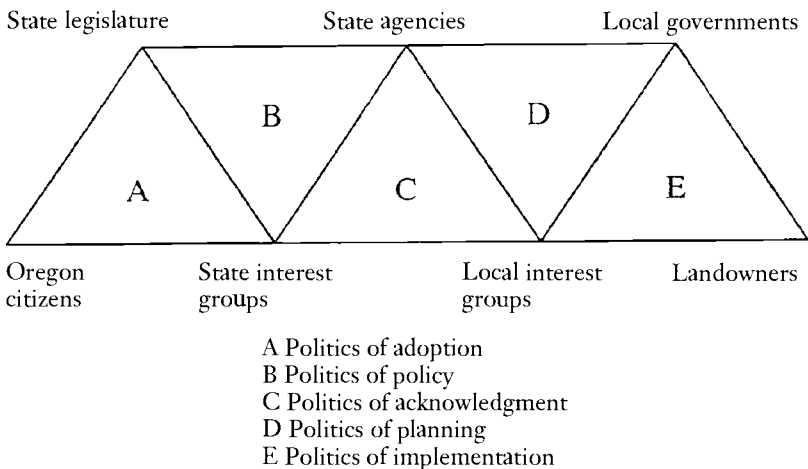 State legislature
State agencies
Local governments
B
D
A
C
E
Oregon
citizens
State interest
groups
Local interest
groups
Landowners
A Politics of adoption
B Politics of policy
C Politics of acknowledgment
D Politics of planning
E Politics of implementation